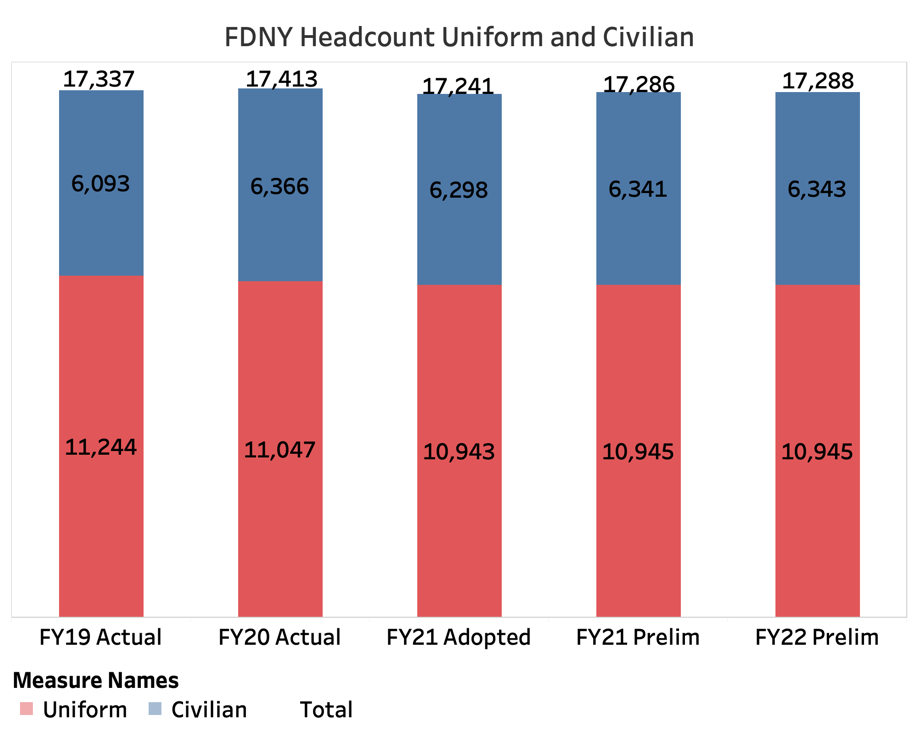 FDNY Headcount Uniform and Civilian
17,337 17,413 17,241 17,286 17,288
6,093 6,366 6,298 6,341 6,343
11,244 11,047 10,943 10,945 10,945
FY19 Actual FY20 Actual FY21 Adopted FY21 Prelim FY22 Prelim
Measure Names
Uniform Civilian Total